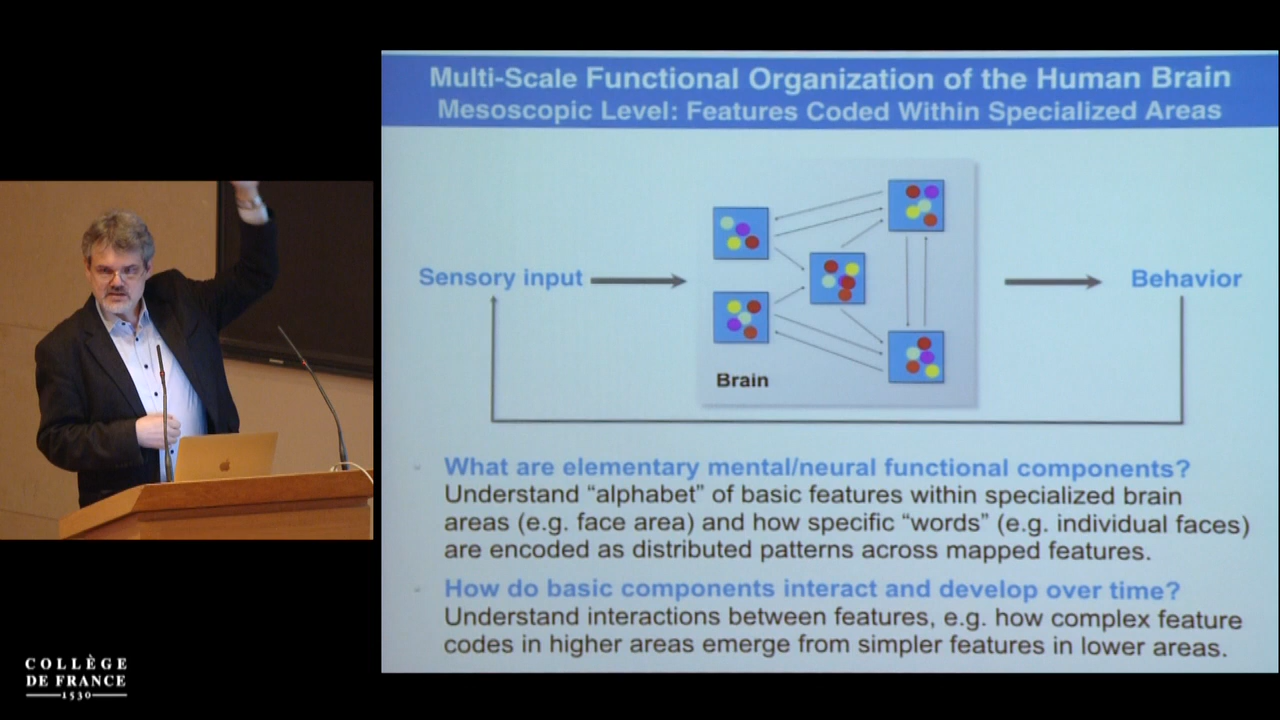 Multi-Scale Functional Organization of the Human Brain
Mesoscopic Level: Features Coded Within Specialized Areas
Sensory input
Behavior
Brain
- What are elementary mental/neural functional components?
Understand “alphabet” of basic features within specialized brain
areas (e.g. face area) and how specific “words” (e.g. individual faces)
are encoded as distributed patterns across mapped features.
- How do basic components interact and develop over time?
Understand interactions between features, e.g. how complex feature
codes in higher areas emerge from simpler features in lower areas.
COLLÈGE
DE FRANCE
1530